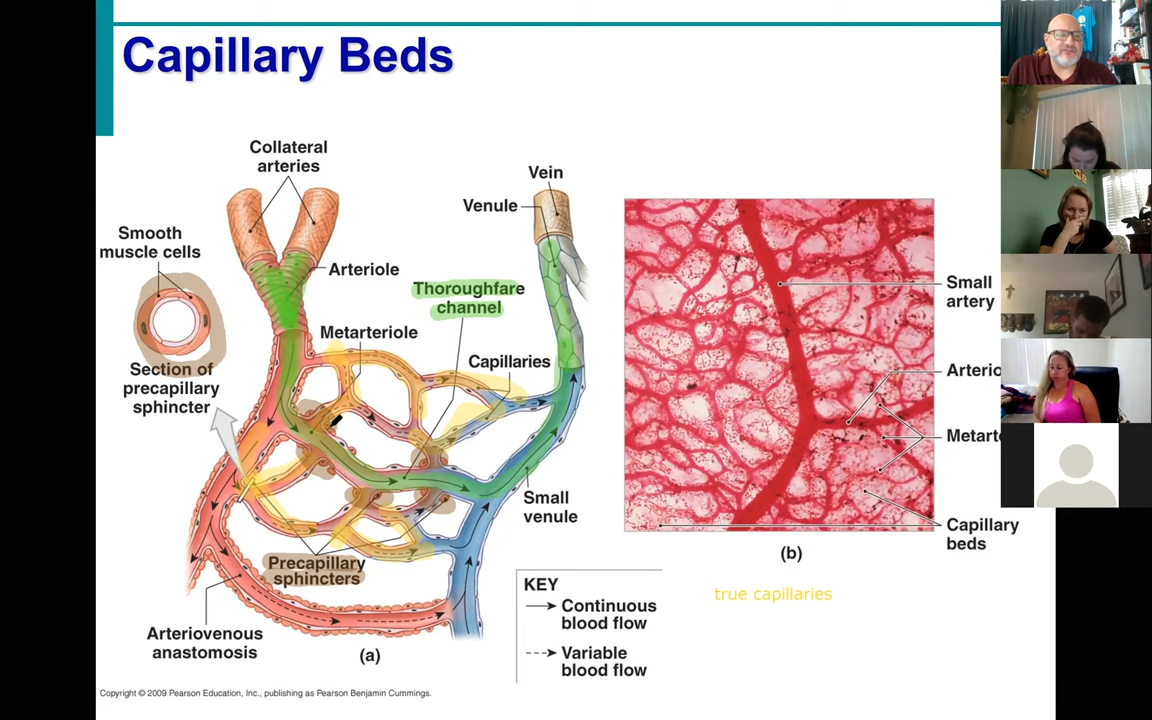 Capillary Beds
Collateral
arteries
Vein
Venule
Smooth
muscle cells
Arteriole
Thoroughfare
channel
Small
artery
Metarteriole
Capillaries
Arterio
Section of
precapillary
sphincter
Metart
Small
venule
Capillary
beds
Precapillary
sphincters
(b)
KEY
Continuous
blood flow
true capillaries
Arteriovenous
anastomosis
(a)
Variable
blood flow
Copyright © 2009 Pearson Education, Inc., publishing as Pearson Benjamin Cummings.